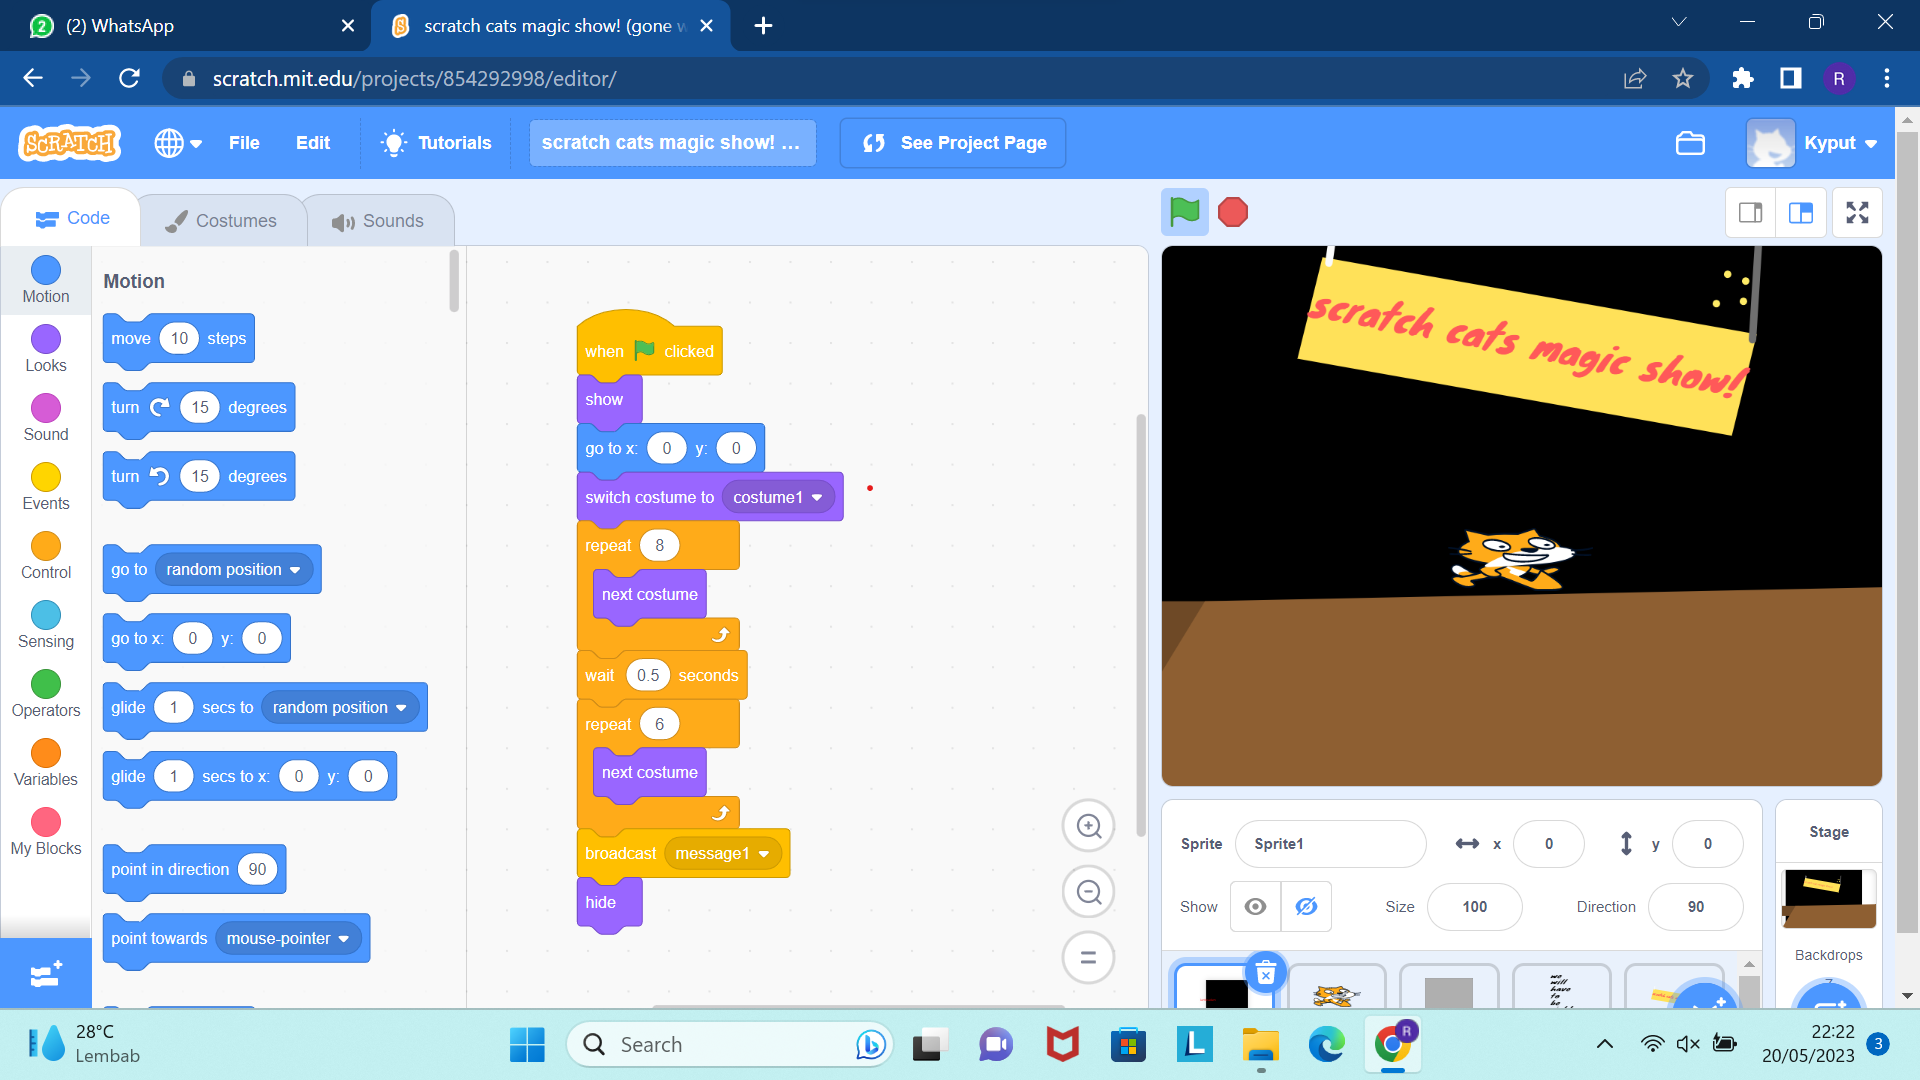 (2) WhatsApp
scratch cats magic show! (gone w
scratch.mit.edu/projects/854292998/editor/
R
SCRATCH
File
Edit
Tutorials
scratch cats magic show! ...
See Project Page
Kyput
Code
Costumes
Sounds
Motion
Looks
Sound
Events
Control
Sensing
Operators
Variables
My Blocks
Motion
move 10 steps
turn 15 degrees
turn 15 degrees
go to random position
go to x: 0 y: 0
glide 1 secs to random position
glide 1 secs to x: 0 y: 0
point in direction 90
point towards mouse-pointer
when clicked
show
go to x: 0 y: 0
switch costume to costume1
repeat 8
next costume
wait 0.5 seconds
repeat 6
next costume
broadcast message1
hide
scratch cats magic show!
Sprite Sprite1 x 0 y 0
Show Size 100 Direction 90
we
will
have
to
be
Stage
Backdrops
28°C
Lembab
Search
R
22:22
20/05/2023
3